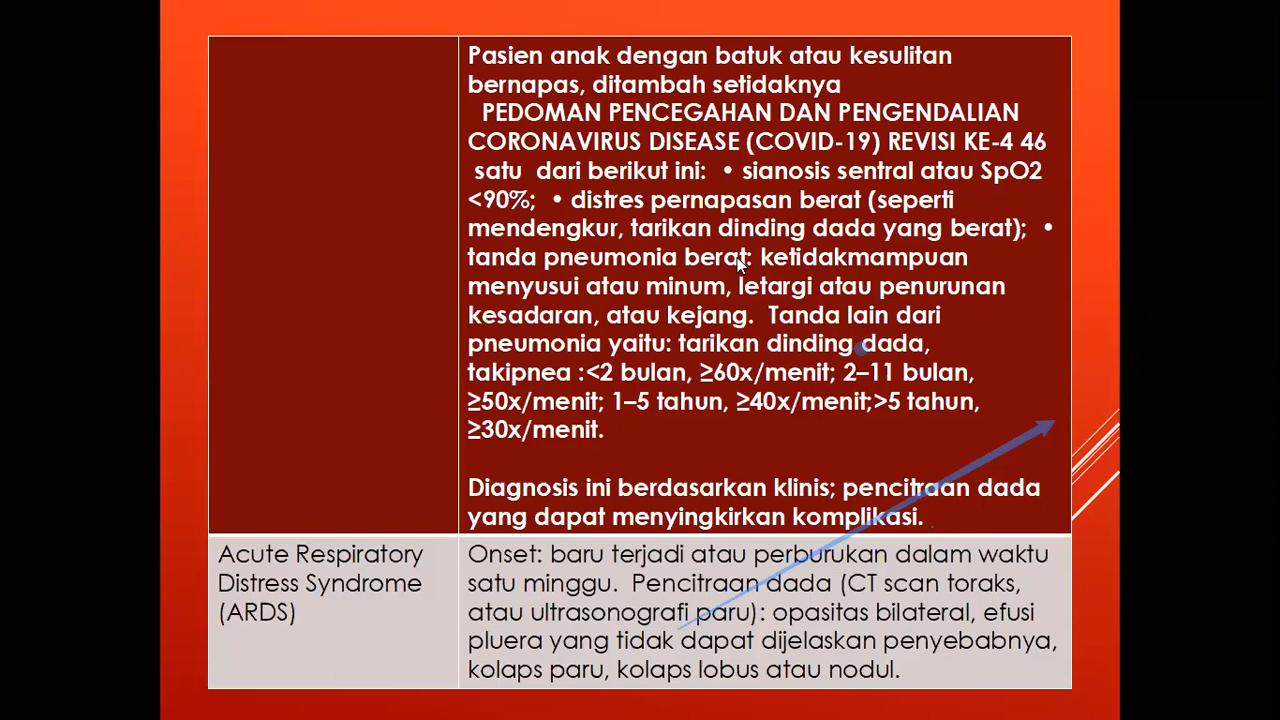 Pasien anak dengan batuk atau kesulitan
bernapas, ditambah setidaknya
PEDOMAN PENCEGAHAN DAN PENGENDALIAN
CORONAVIRUS DISEASE (COVID-19) REVISI KE-4 46
satu dari berikut ini: • sianosis sentral atau SpO2
<90%; • distres pernapasan berat (seperti
mendengkur, tarikan dinding dada yang berat); •
tanda pneumonia berat: ketidakmampuan
menyusui atau minum, letargi atau penurunan
kesadaran, atau kejang. Tanda lain dari
pneumonia yaitu: tarikan dinding dada,
takipnea :<2 bulan, ≥60x/menit; 2–11 bulan,
≥50x/menit; 1–5 tahun, ≥40x/menit;>5 tahun,
≥30x/menit.
Diagnosis ini berdasarkan klinis; pencitraan dada
yang dapat menyingkirkan komplikasi.
Acute Respiratory
Distress Syndrome
(ARDS)
Onset: baru terjadi atau perburukan dalam waktu
satu minggu. Pencitraan dada (CT scan toraks,
atau ultrasonografi paru): opasitas bilateral, efusi
pluera yang tidak dapat dijelaskan penyebabnya,
kolaps paru, kolaps lobus atau nodul.